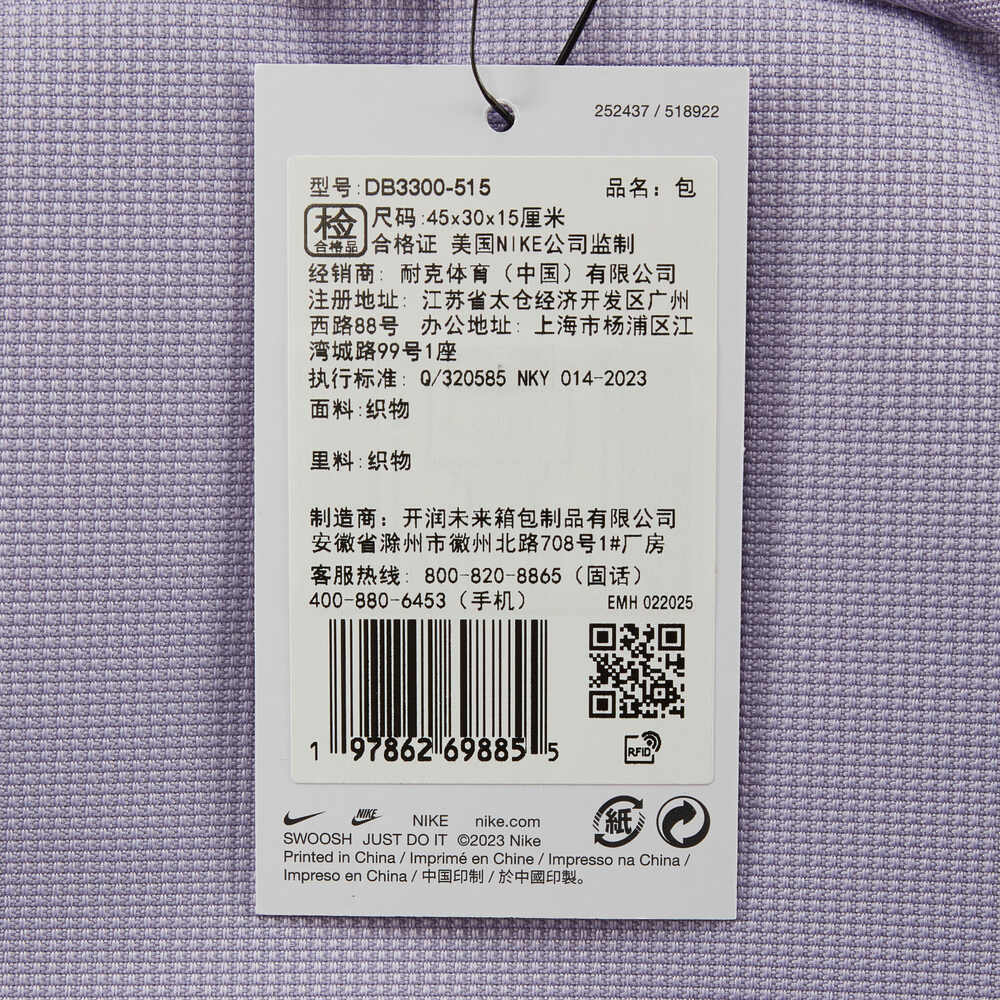 252437 / 518922
型号:DB3300-515 品名：包
检 合格品
尺码:45x30x15厘米
合格证 美国NIKE公司监制
经销商：耐克体育（中国）有限公司
注册地址：江苏省太仓经济开发区广州
西路88号 办公地址：上海市杨浦区江
湾城路99号1座
执行标准：Q/320585 NKY 014-2023
面料:织物
里料:织物
制造商：开润未来箱包制品有限公司
安徽省滁州市徽州北路708号1#厂房
客服热线：800-820-8865（固话）
400-880-6453（手机） EMH 022025
1 97862 69885 5
RFID
NIKE NIKE nike.com
紙
SWOOSH JUST DO IT ©2023 Nike
Printed in China / Imprimé en Chine / Impresso na China /
Impreso en China / 中国印制 / 於中國印製。